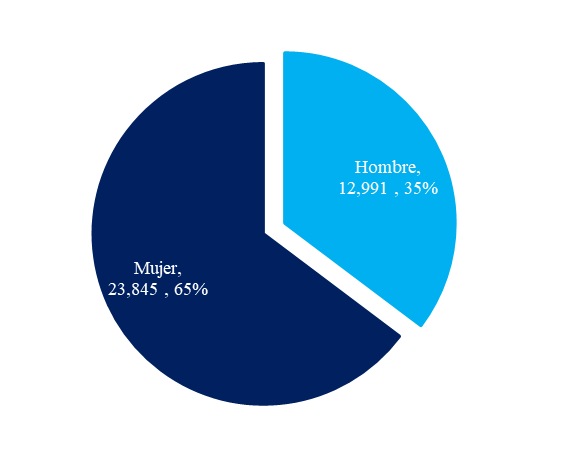 Hombre,
12,991 , 35%
Mujer,
23,845 , 65%